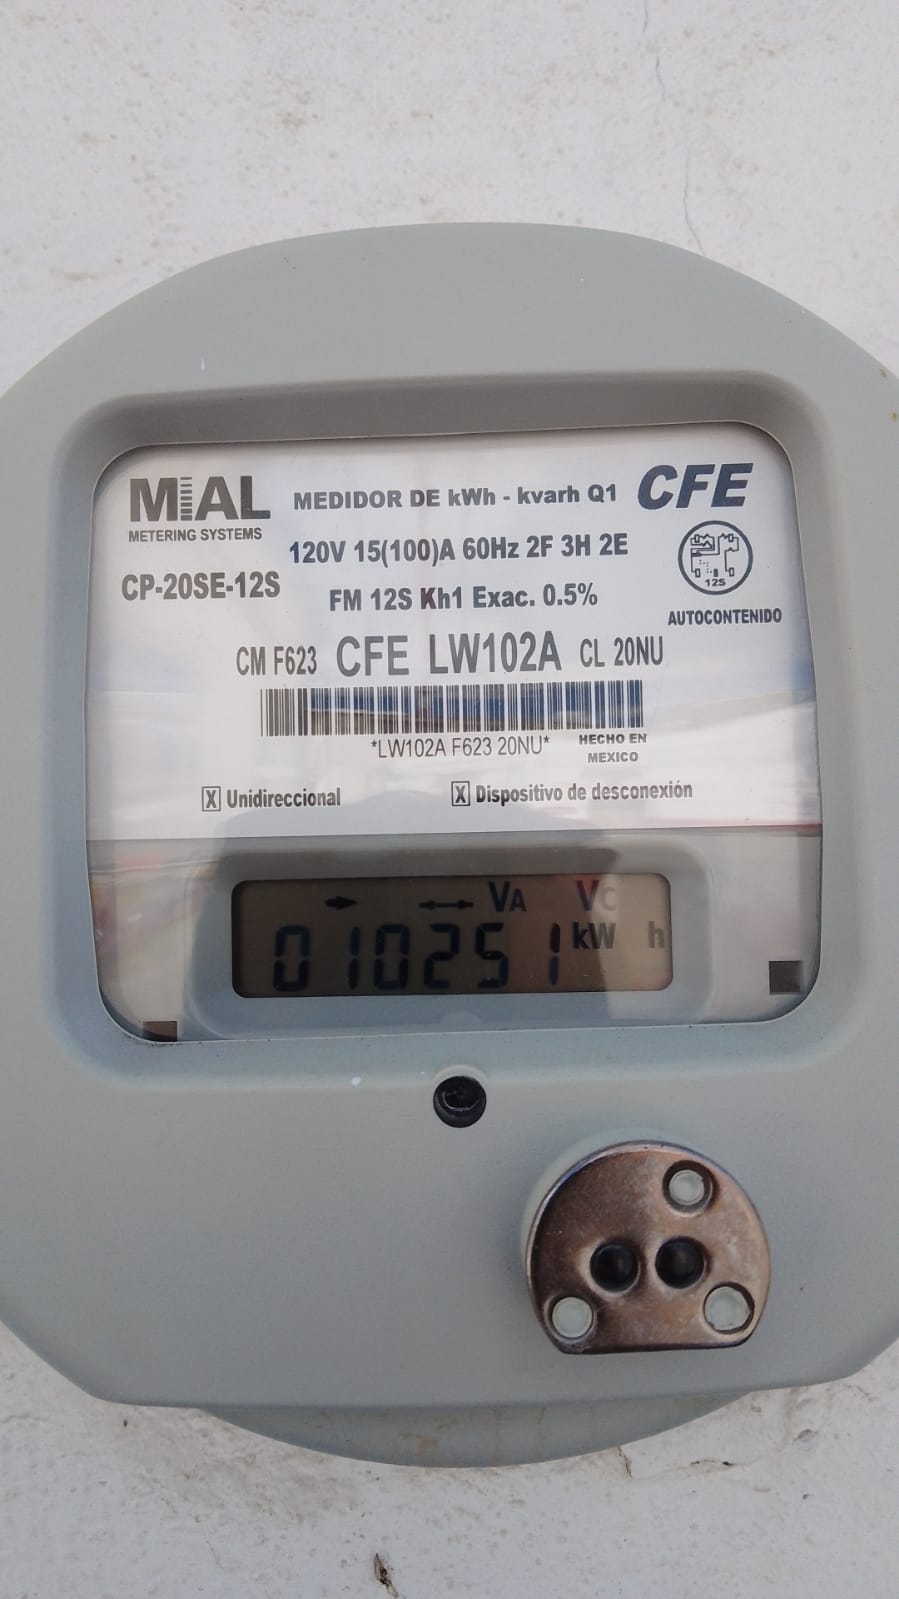 MIAL
METERING SYSTEMS
MEDIDOR DE kWh - kvarh Q1
CFE
120V 15(100)A 60Hz 2F 3H 2E
CP-20SE-12S
FM 12S Kh1 Exac. 0.5%
12S
AUTOCONTENIDO
CM F623 CFE LW102A CL 20NU
*LW102A F623 20NU*
HECHO EN
MEXICO
X Unidireccional
X Dispositivo de desconexión
VA VC
010251 kW h